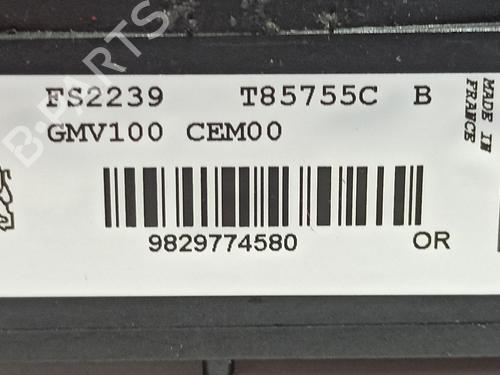 FS2239 T85755C B
GMV100 CEM00
MADE IN
FRANCE
9829774580 OR
B-PARTS